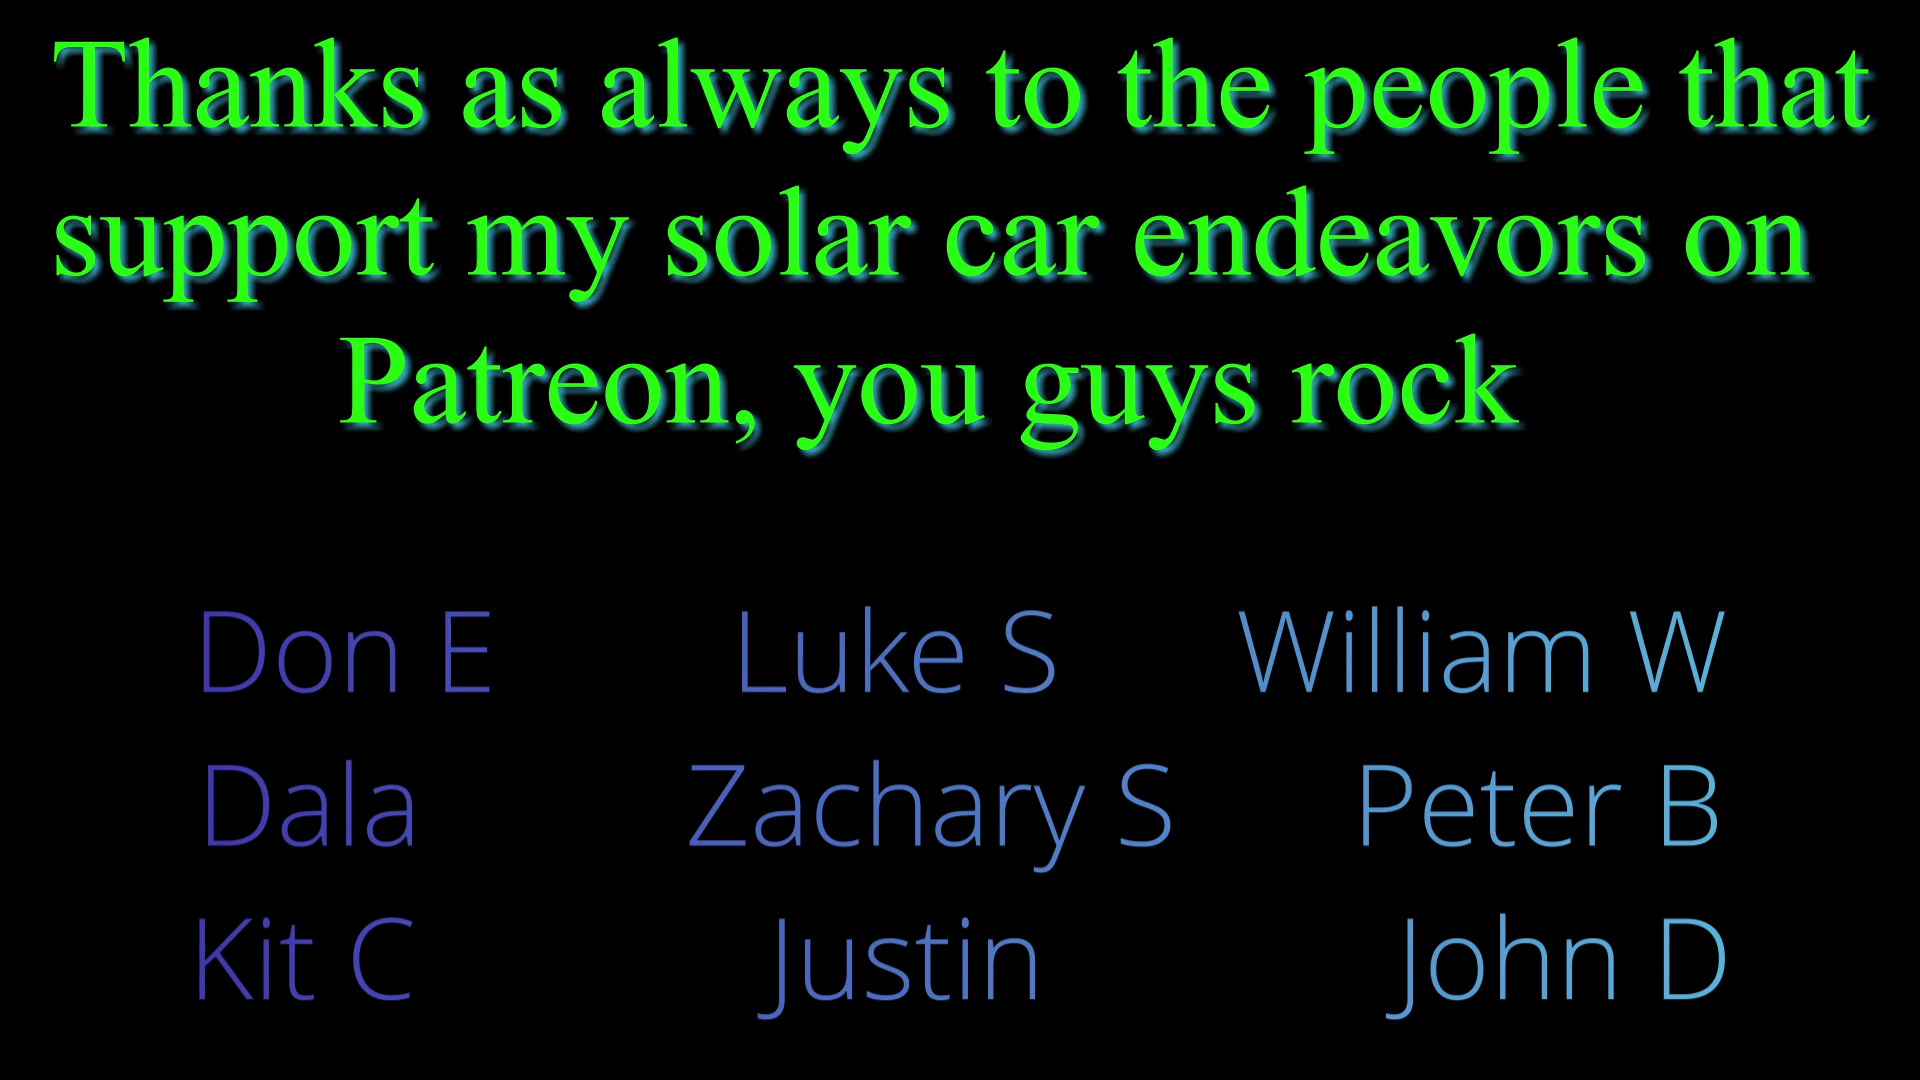 Thanks as always to the people that
support my solar car endeavors on
Patreon, you guys rock
Don E Luke S William W
Dala Zachary S Peter B
Kit C Justin John D